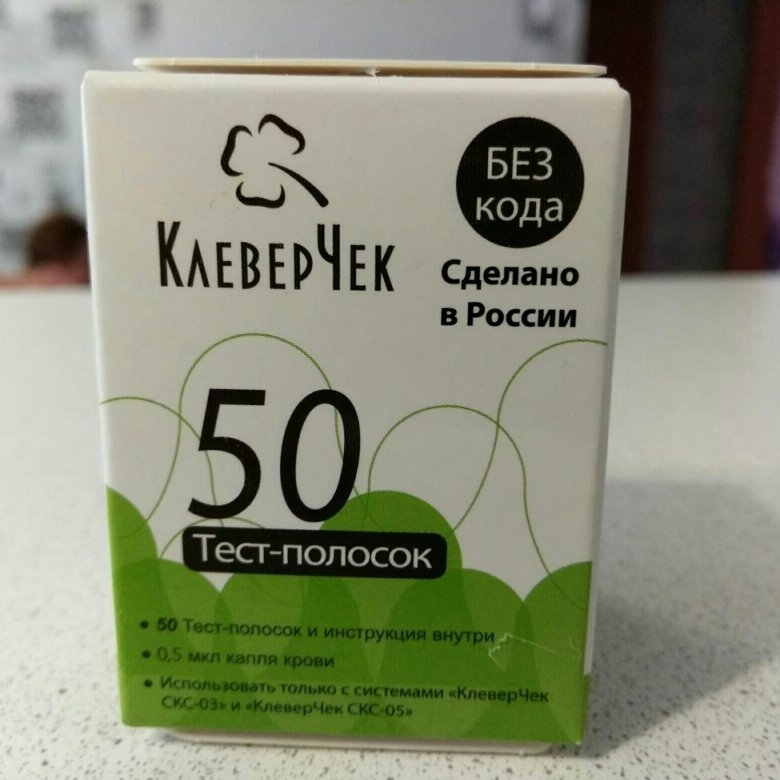 КлеверЧек
БЕЗ
кода
Сделано
в России
50
Тест-полосок
• 50 Тест-полосок и инструкция внутри
• 0,5 мкл капля крови
• Использовать только с системами «КлеверЧек
СКС-03» и «КлеверЧек СКС-05»